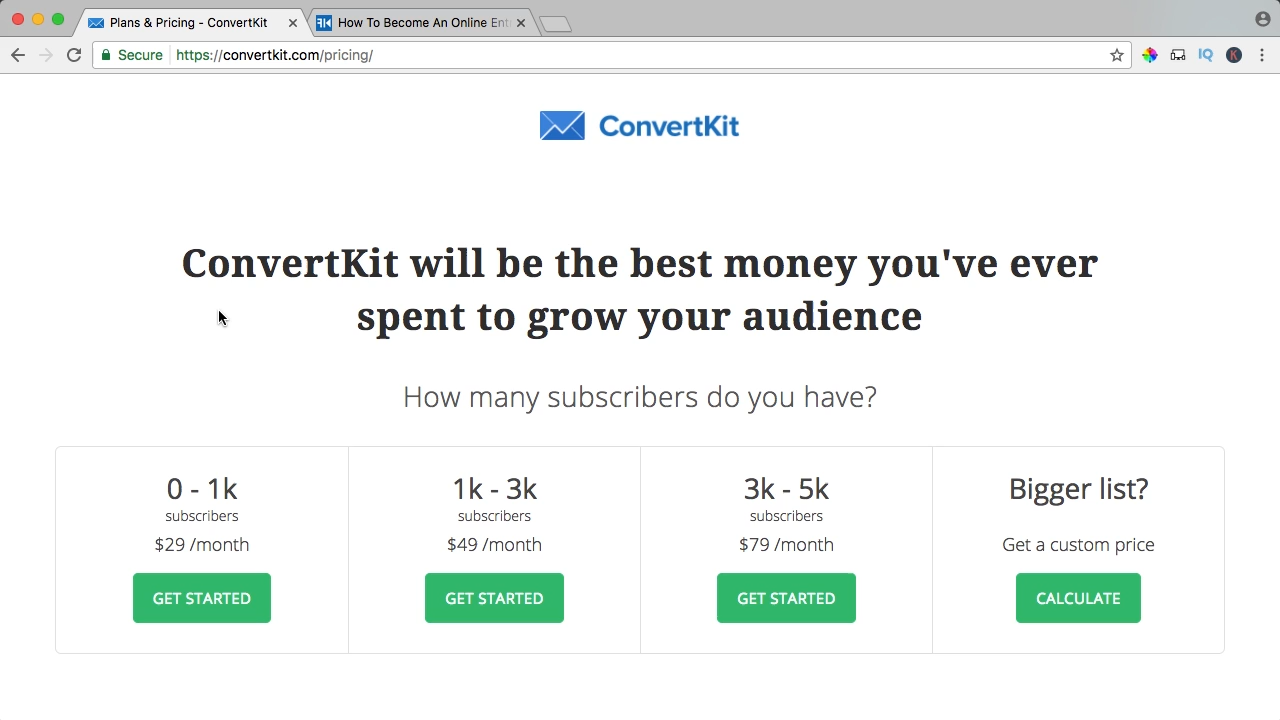 Plans & Pricing - ConvertKit
How To Become An Online Ent
Secure
https://convertkit.com/pricing/
IQ
K
ConvertKit
ConvertKit will be the best money you've ever
spent to grow your audience
How many subscribers do you have?
0 - 1k
subscribers
$29 /month
GET STARTED
1k - 3k
subscribers
$49 /month
GET STARTED
3k - 5k
subscribers
$79 /month
GET STARTED
Bigger list?
Get a custom price
CALCULATE